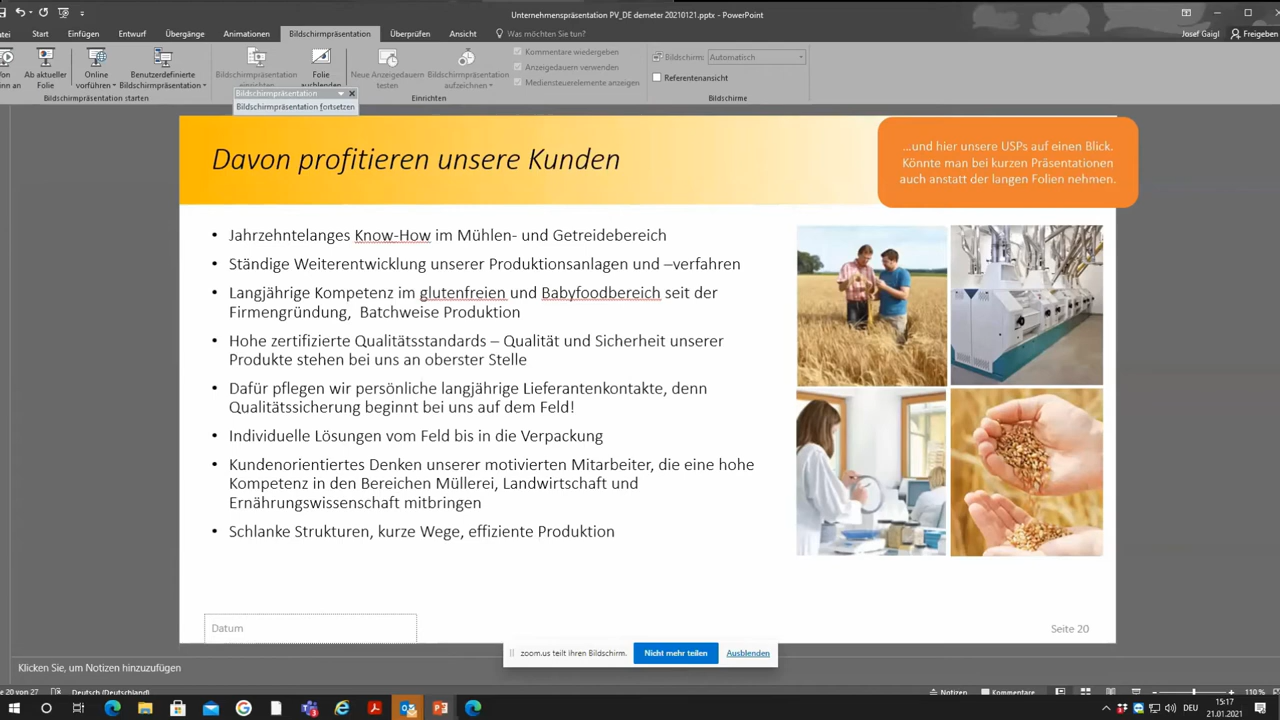 Unternehmenspräsentation PV_DE demeter 20210121.pptx - PowerPoint
Start Einfügen Entwurf Übergänge Animationen Bildschirmpräsentation Überprüfen Ansicht Was möchten Sie tun? Josef Gaigl Freigeben
Ab aktueller Folie
Online vorführen
Benutzerdefinierte Bildschirmpräsentation
Bildschirmpräsentation einrichten
Folie ausblenden
Neue Anzeigedauern testen
Bildschirmpräsentation aufzeichnen
Kommentare wiedergeben
Anzeigedauern verwenden
Mediensteuerelemente anzeigen
Bildschirm: Automatisch
Referentenansicht
Bildschirmpräsentation starten
Einrichten
Bildschirme
Bildschirmpräsentation
Bildschirmpräsentation fortsetzen
Davon profitieren unsere Kunden
...und hier unsere USPs auf einen Blick.
Könnte man bei kurzen Präsentationen
auch anstatt der langen Folien nehmen.
• Jahrzehntelanges Know-How im Mühlen- und Getreidebereich
• Ständige Weiterentwicklung unserer Produktionsanlagen und –verfahren
• Langjährige Kompetenz im glutenfreien und Babyfoodbereich seit der
Firmengründung, Batchweise Produktion
• Hohe zertifizierte Qualitätsstandards – Qualität und Sicherheit unserer
Produkte stehen bei uns an oberster Stelle
• Dafür pflegen wir persönliche langjährige Lieferantenkontakte, denn
Qualitätssicherung beginnt bei uns auf dem Feld!
• Individuelle Lösungen vom Feld bis in die Verpackung
• Kundenorientiertes Denken unserer motivierten Mitarbeiter, die eine hohe
Kompetenz in den Bereichen Müllerei, Landwirtschaft und
Ernährungswissenschaft mitbringen
• Schlanke Strukturen, kurze Wege, effiziente Produktion
Datum
Seite 20
zoom.us teilt ihren Bildschirm. Nicht mehr teilen Ausblenden
Klicken Sie, um Notizen hinzuzufügen
20 von 27 Deutsch (Deutschland) Notizen Kommentare 110 %
DEU
15:17
21.01.2021